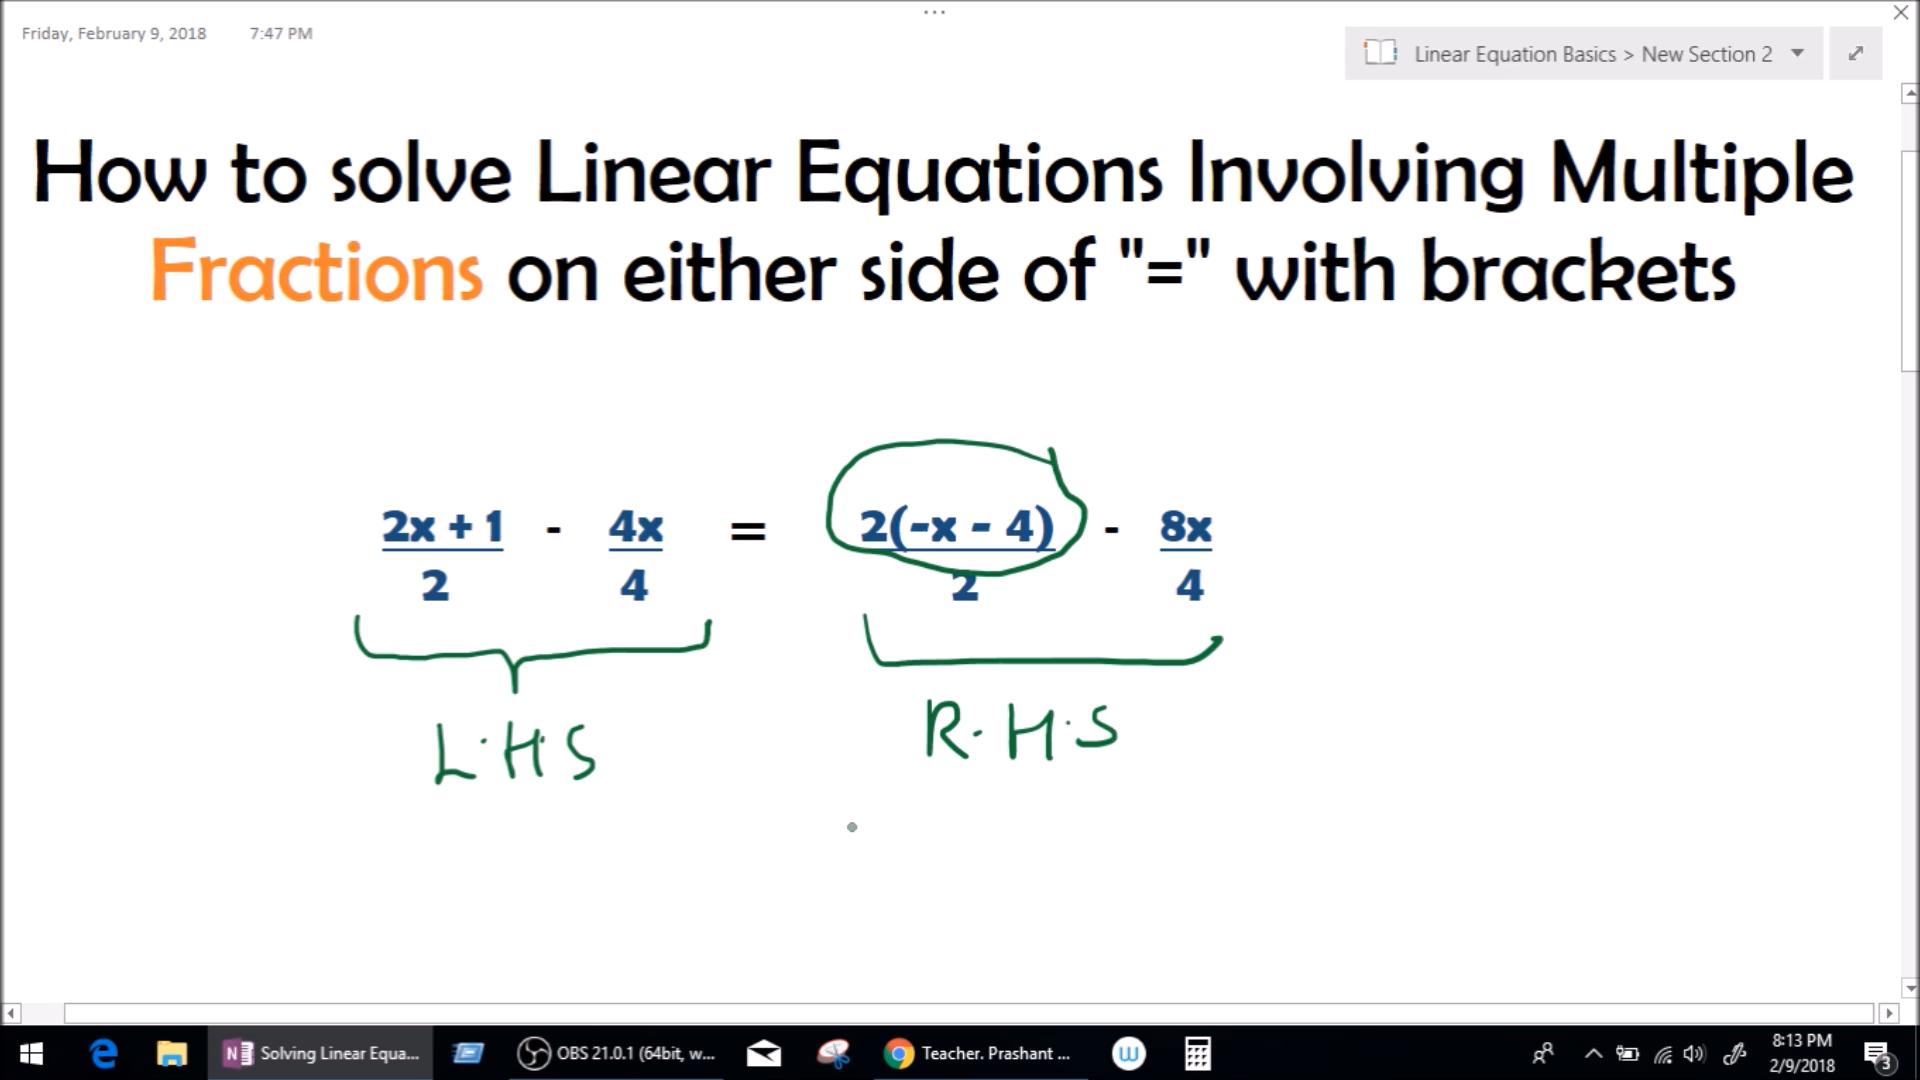 Friday, February 9, 2018 7:47 PM
Linear Equation Basics > New Section 2
How to solve Linear Equations Involving Multiple
Fractions on either side of "=" with brackets
2x + 1 - 4x = 2(-x - 4) - 8x
2 4 2 4
L.H.S R.H.S
Solving Linear Equa... OBS 21.0.1 (64bit, w... Teacher. Prashant ... 8:13 PM
2/9/2018 3